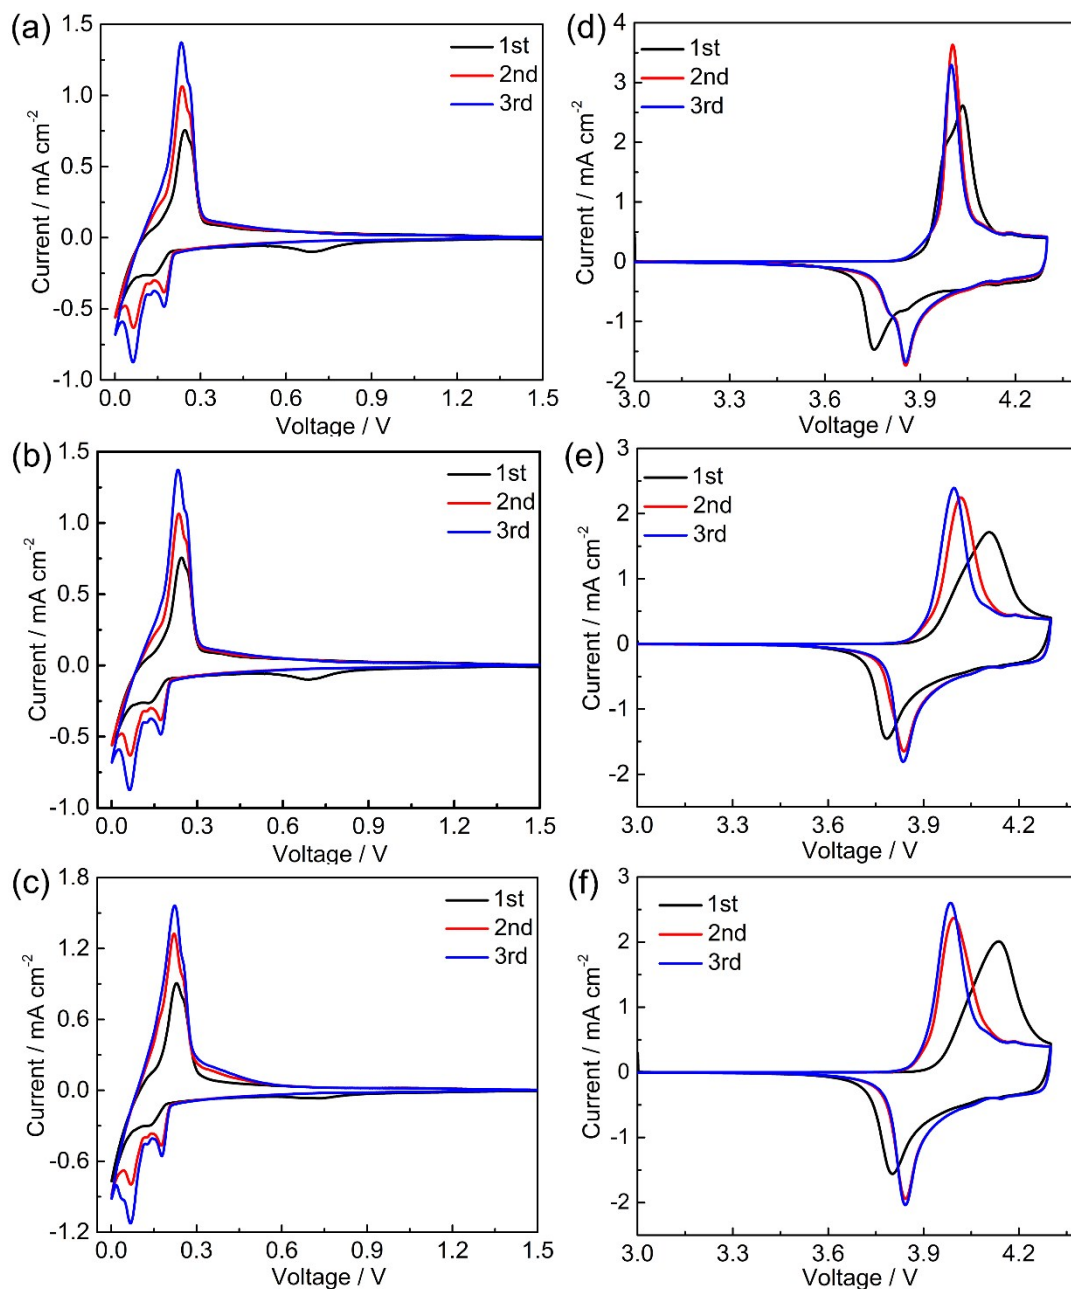 (a)
1.5
1.0
0.5
0.0
-0.5
-1.0
Current / mA cm-2
1st
2nd
3rd
0.0 0.3 0.6 0.9 1.2 1.5
Voltage / V
(d)
4
3
2
1
0
-1
-2
Current / mA cm-2
1st
2nd
3rd
3.0 3.3 3.6 3.9 4.2
Voltage / V
(b)
1.5
1.0
0.5
0.0
-0.5
-1.0
Current / mA cm-2
1st
2nd
3rd
0.0 0.3 0.6 0.9 1.2 1.5
Voltage / V
(e)
3
2
1
0
-1
-2
Current / mA cm-2
1st
2nd
3rd
3.0 3.3 3.6 3.9 4.2
Voltage / V
(c)
1.8
1.2
0.6
0.0
-0.6
-1.2
Current / mA cm-2
1st
2nd
3rd
0.0 0.3 0.6 0.9 1.2 1.5
Voltage / V
(f)
3
2
1
0
-1
-2
Current / mA cm-2
1st
2nd
3rd
3.0 3.3 3.6 3.9 4.2
Voltage / V